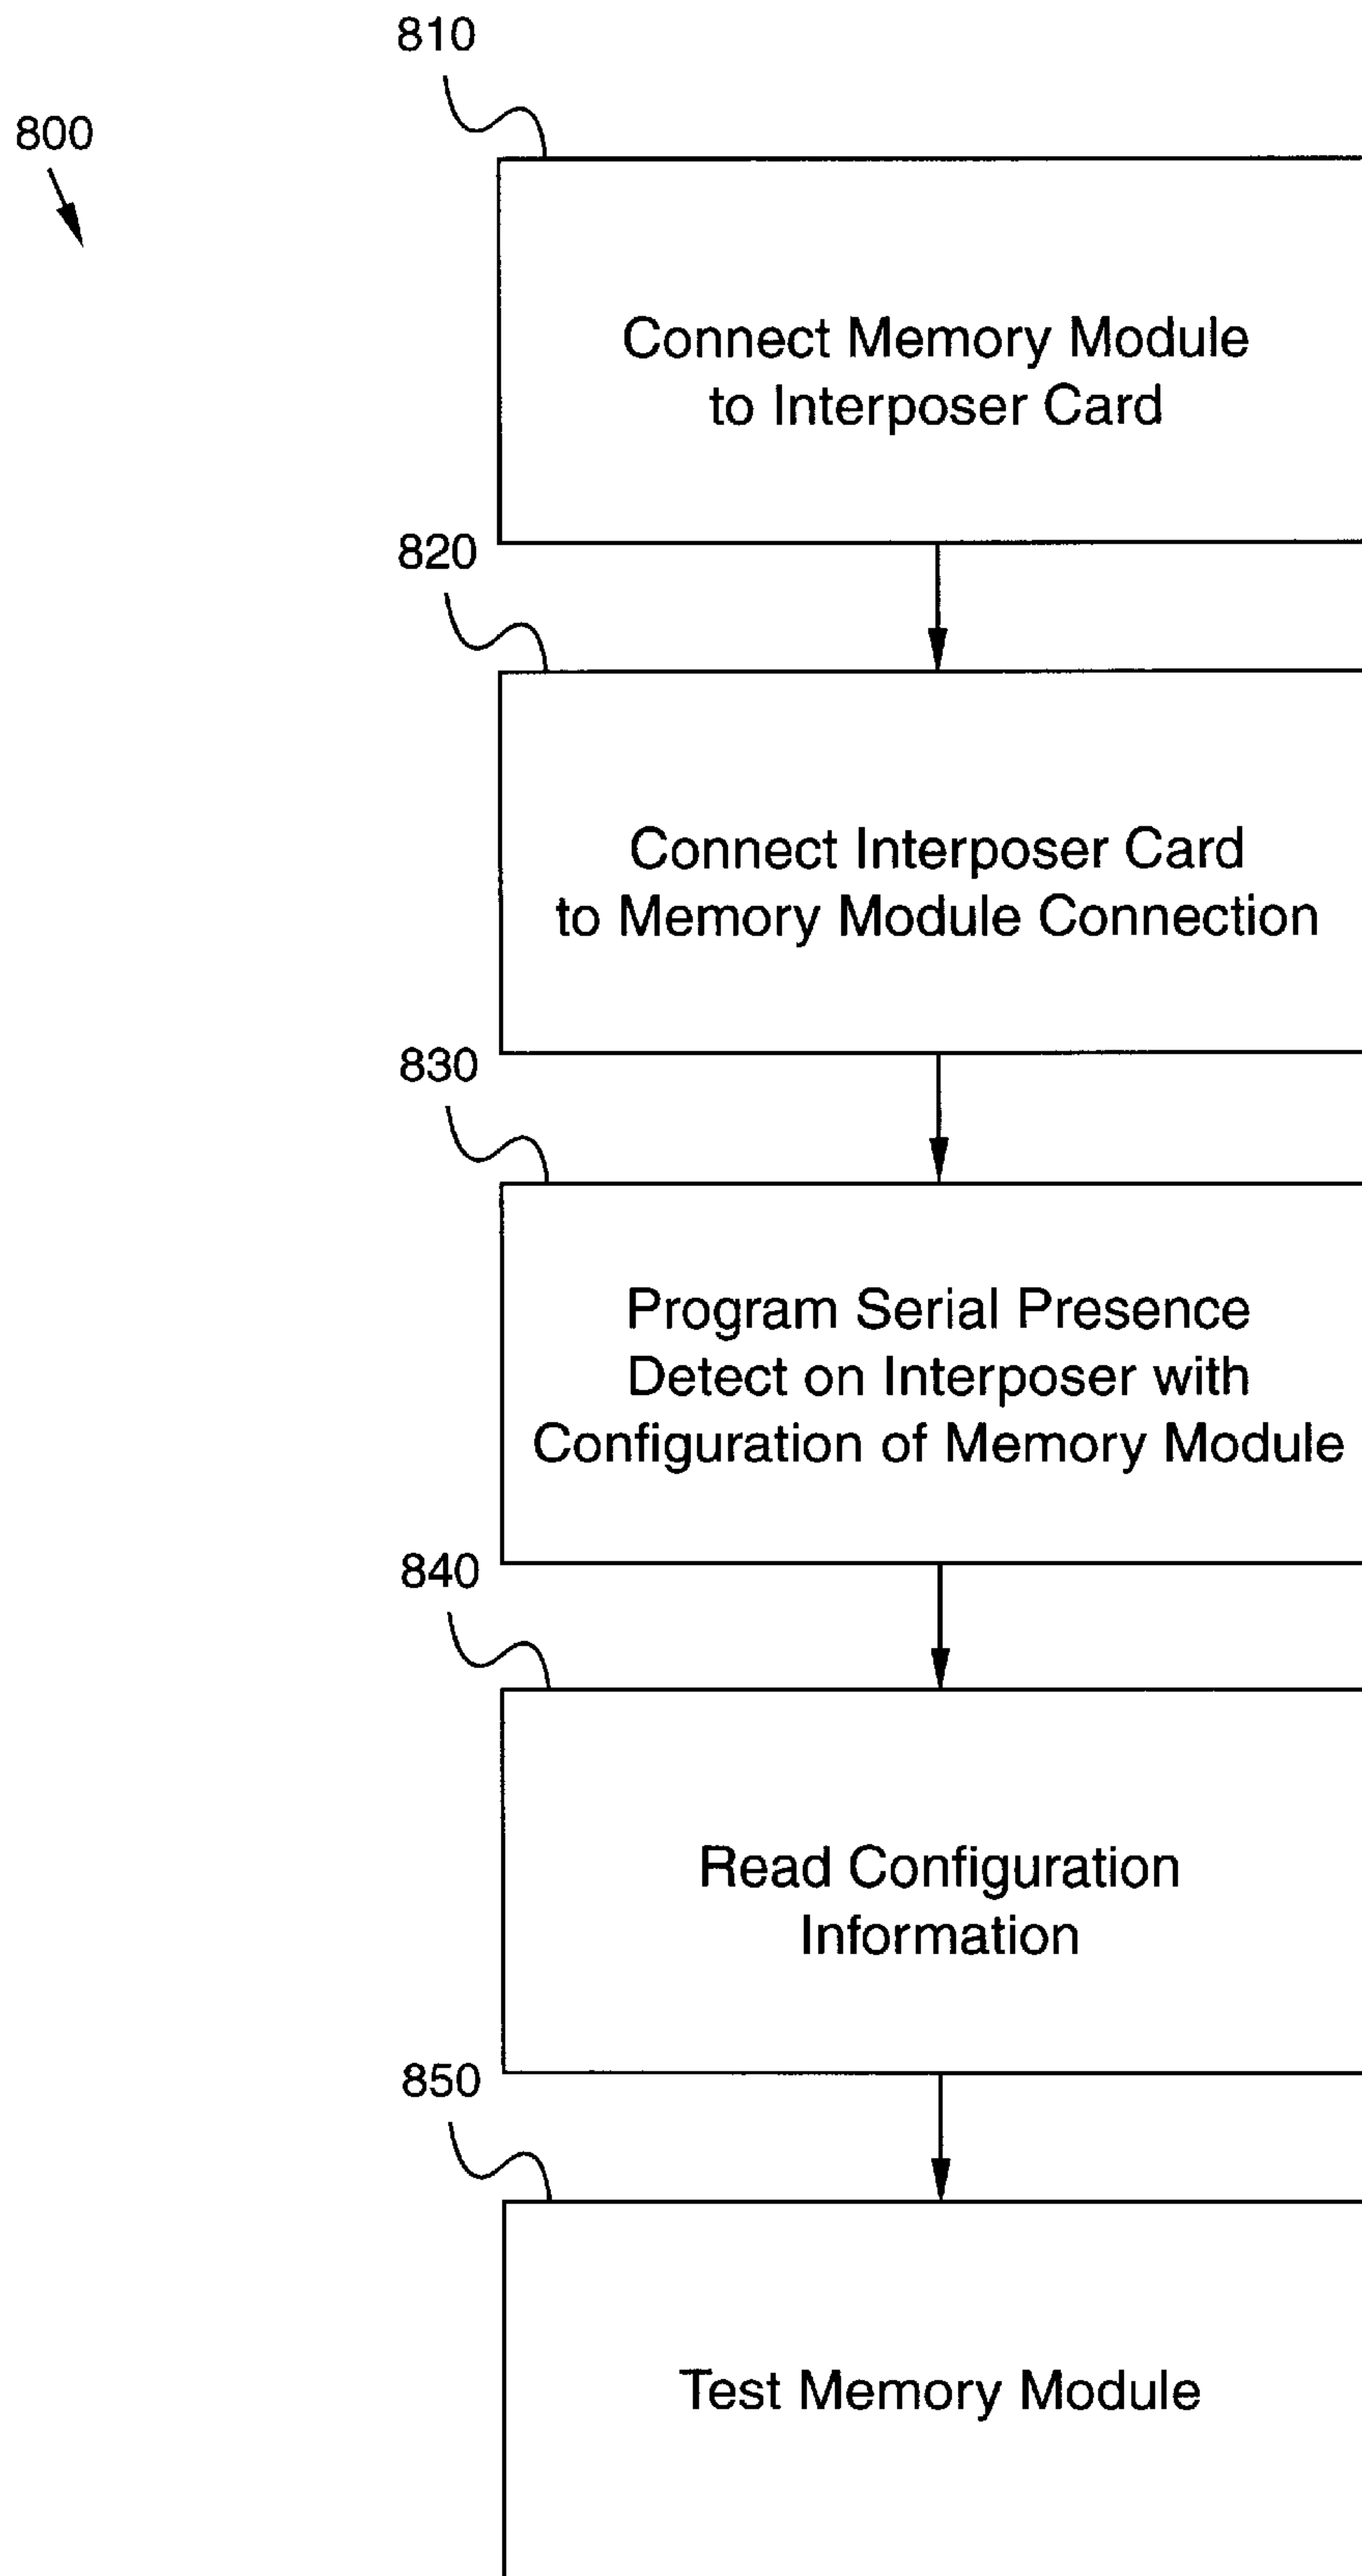 810
800
Connect Memory Module
to Interposer Card
820
Connect Interposer Card
to Memory Module Connection
830
Program Serial Presence
Detect on Interposer with
Configuration of Memory Module
840
Read Configuration
Information
850
Test Memory Module